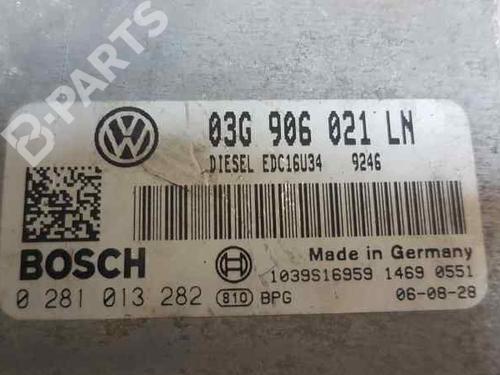 B-PARTS
03G 906 021 LN
DIESEL EDC16U34 9246
BOSCH
Made in Germany
1039S16959 1469 0551
0 281 013 282 810 BPG 06-08-28